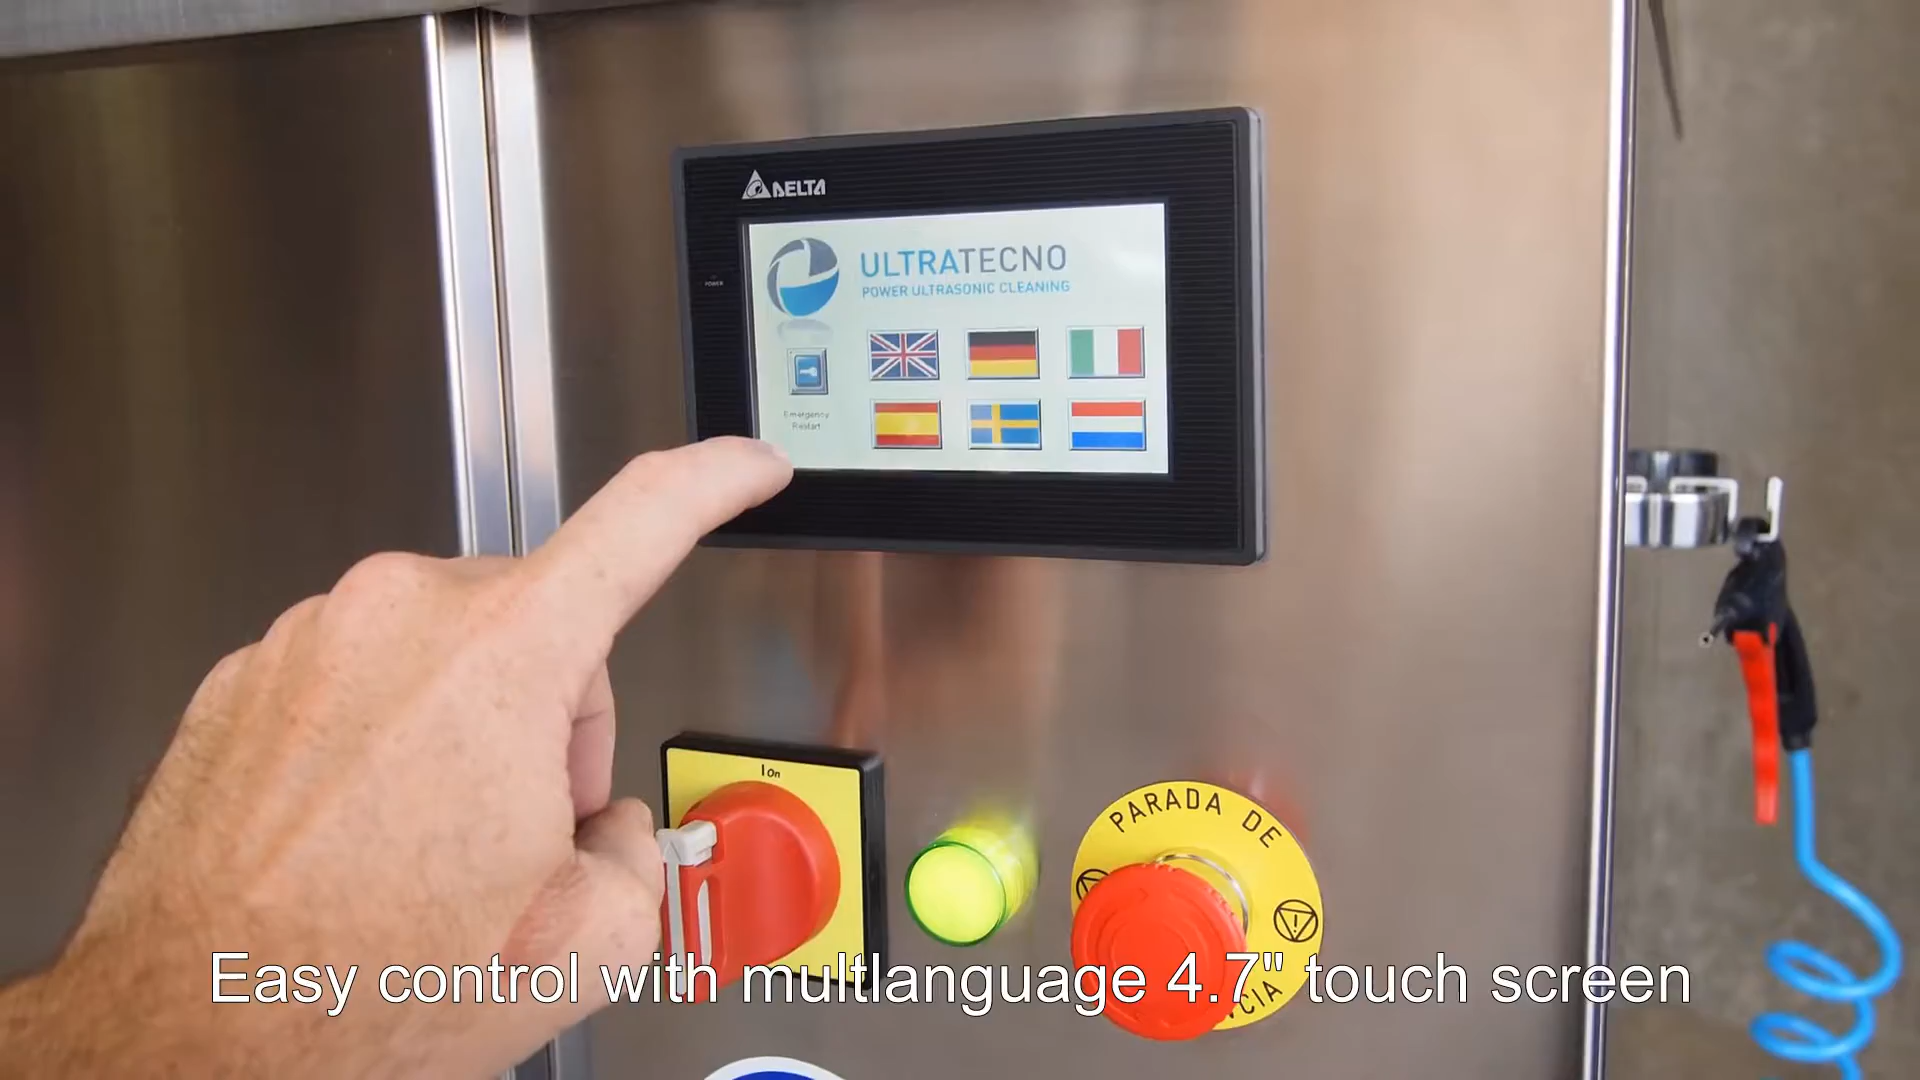 DELTA
ULTRATECNO
POWER ULTRASONIC CLEANING
POWER
Emergency
Restart
I On
PARADA DE
Easy control with multlanguage 4.7" touch screen